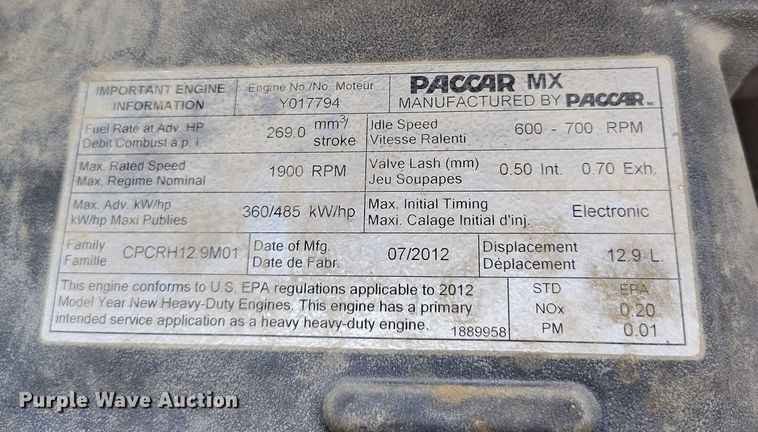 IMPORTANT ENGINE INFORMATION
Engine No./No. Moteur
Y017794
PACCAR MX
MANUFACTURED BY PACCAR INC
Fuel Rate at Adv. HP
Debit Combust à p. i.
269.0 mm3/stroke
Idle Speed
Vitesse Ralenti
600 - 700 RPM
Max. Rated Speed
Max. Regime Nominal
1900 RPM
Valve Lash (mm)
Jeu Soupapes
0.50 Int. 0.70 Exh.
Max. Adv. kW/hp
kW/hp Maxi Publies
360/485 kW/hp
Max. Initial Timing
Maxi. Calage Initial d'inj.
Electronic
Family
Famille
CPCRH12.9M01
Date of Mfg.
Date de Fabr.
07/2012
Displacement
Déplacement
12.9 L.
This engine conforms to U.S. EPA regulations applicable to 2012
Model Year New Heavy-Duty Engines. This engine has a primary
intended service application as a heavy heavy-duty engine.
1889958
STD EPA
NOx 0.20
PM 0.01
Purple Wave Auction